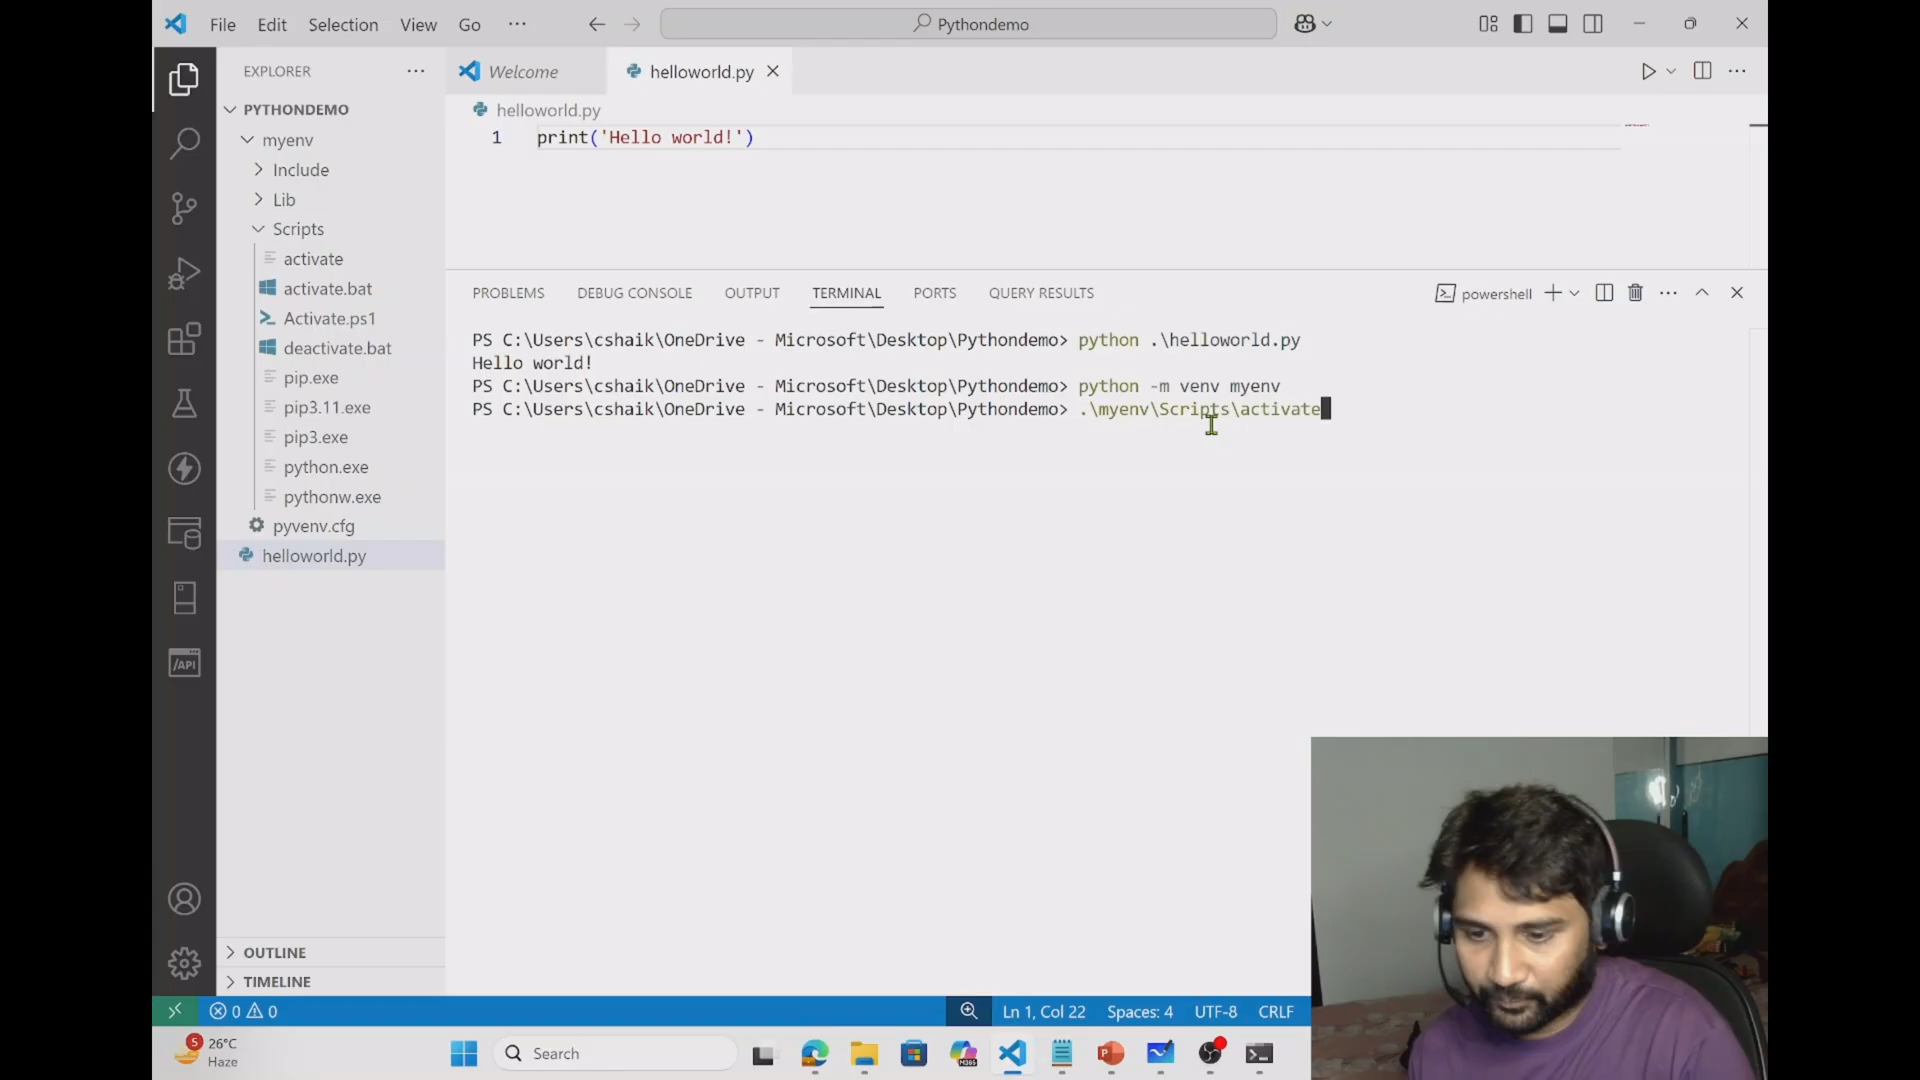 File Edit Selection View Go ··· Pythondemo
EXPLORER ···
PYTHONDEMO
myenv
Include
Lib
Scripts
activate
activate.bat
Activate.ps1
deactivate.bat
pip.exe
pip3.11.exe
pip3.exe
python.exe
pythonw.exe
pyvenv.cfg
helloworld.py
OUTLINE
TIMELINE
/API
Welcome helloworld.py
helloworld.py
1 print('Hello world!')
PROBLEMS DEBUG CONSOLE OUTPUT TERMINAL PORTS QUERY RESULTS powershell
PS C:\Users\cshaik\OneDrive - Microsoft\Desktop\Pythondemo> python .\helloworld.py
Hello world!
PS C:\Users\cshaik\OneDrive - Microsoft\Desktop\Pythondemo> python -m venv myenv
PS C:\Users\cshaik\OneDrive - Microsoft\Desktop\Pythondemo> .\myenv\Scripts\activate
0 0 Ln 1, Col 22 Spaces: 4 UTF-8 CRLF
5 26°C
Haze
Search
M365